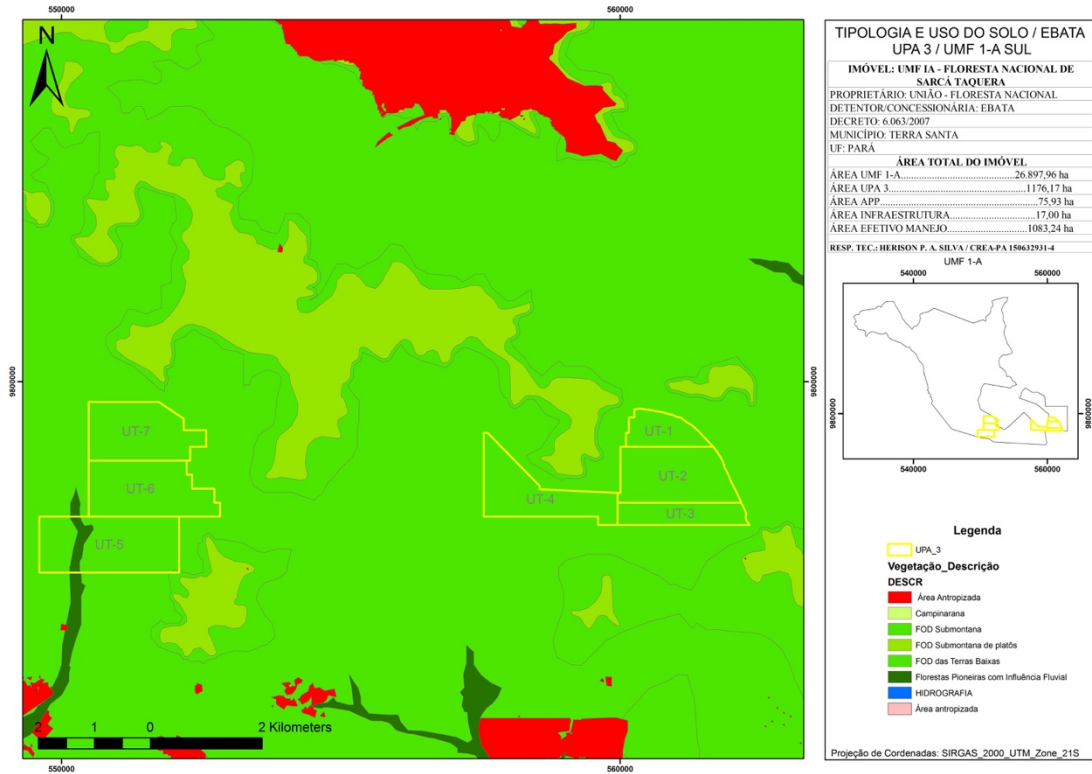 550000
560000
N
9800000
9800000
UT-7
UT-1
UT-6
UT-2
UT-4
UT-3
UT-5
2 1 0 2 Kilometers
550000
560000
TIPOLOGIA E USO DO SOLO / EBATA
UPA 3 / UMF 1-A SUL
IMÓVEL: UMF IA - FLORESTA NACIONAL DE
SARCÁ TAQUERA
PROPRIETÁRIO: UNIÃO - FLORESTA NACIONAL
DETENTOR/CONCESSIONÁRIA: EBATA
DECRETO: 6.063/2007
MUNICÍPIO: TERRA SANTA
UF: PARÁ
ÁREA TOTAL DO IMÓVEL
ÁREA UMF 1-A..........................................26.897,96 ha
ÁREA UPA 3..............................................1176,17 ha
ÁREA APP....................................................75,93 ha
ÁREA INFRAESTRUTURA..............................17,00 ha
ÁREA EFETIVO MANEJO............................1083,24 ha
RESP. TEC.: HERISON P. A. SILVA / CREA-PA 150632931-4
UMF 1-A
540000
560000
9800000
9800000
540000
560000
Legenda
UPA_3
Vegetação_Descrição
DESCR
Área Antropizada
Campinarana
FOD Submontana
FOD Submontana de platôs
FOD das Terras Baixas
Florestas Pioneiras com Influência Fluvial
HIDROGRAFIA
Área antropizada
Projeção de Cordenadas: SIRGAS_2000_UTM_Zone_21S